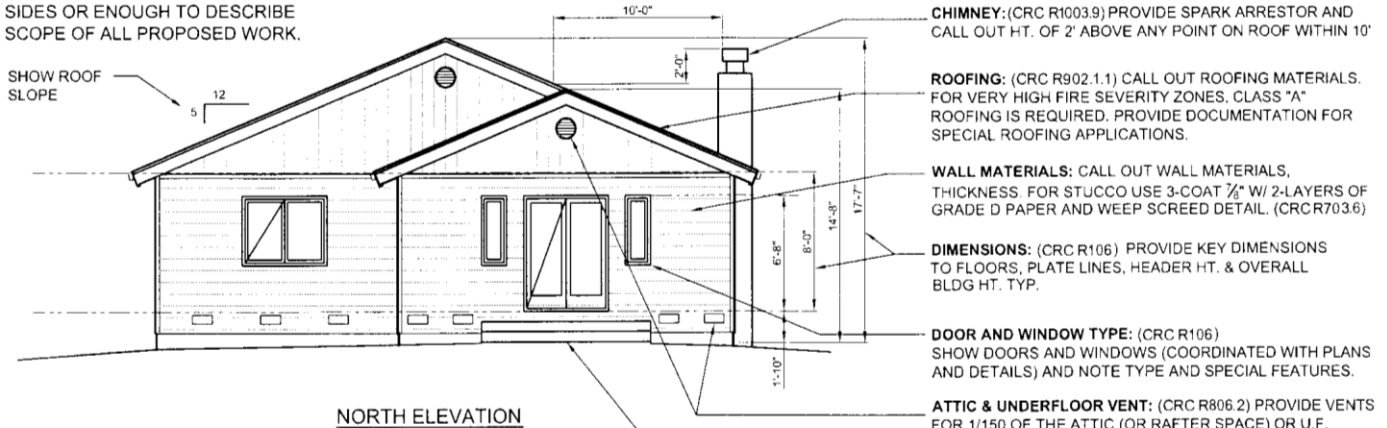 SIDES OR ENOUGH TO DESCRIBE
SCOPE OF ALL PROPOSED WORK.
SHOW ROOF
SLOPE
12
5
10'-0"
2'-0"
14'-8"
17'-7"
6'-8"
8'-0"
1'-10"
NORTH ELEVATION
CHIMNEY:(CRC R1003.9) PROVIDE SPARK ARRESTOR AND
CALL OUT HT. OF 2' ABOVE ANY POINT ON ROOF WITHIN 10'
ROOFING: (CRC R902.1.1) CALL OUT ROOFING MATERIALS.
FOR VERY HIGH FIRE SEVERITY ZONES, CLASS "A"
ROOFING IS REQUIRED. PROVIDE DOCUMENTATION FOR
SPECIAL ROOFING APPLICATIONS.
WALL MATERIALS: CALL OUT WALL MATERIALS,
THICKNESS. FOR STUCCO USE 3-COAT ⅞" W/ 2-LAYERS OF
GRADE D PAPER AND WEEP SCREED DETAIL. (CRC R703.6)
DIMENSIONS: (CRC R106) PROVIDE KEY DIMENSIONS
TO FLOORS, PLATE LINES, HEADER HT. & OVERALL
BLDG HT. TYP.
DOOR AND WINDOW TYPE: (CRC R106)
SHOW DOORS AND WINDOWS (COORDINATED WITH PLANS
AND DETAILS) AND NOTE TYPE AND SPECIAL FEATURES.
ATTIC & UNDERFLOOR VENT: (CRC R806.2) PROVIDE VENTS
FOR 1/150 OF THE ATTIC (OR RAFTER SPACE) OR U.F.